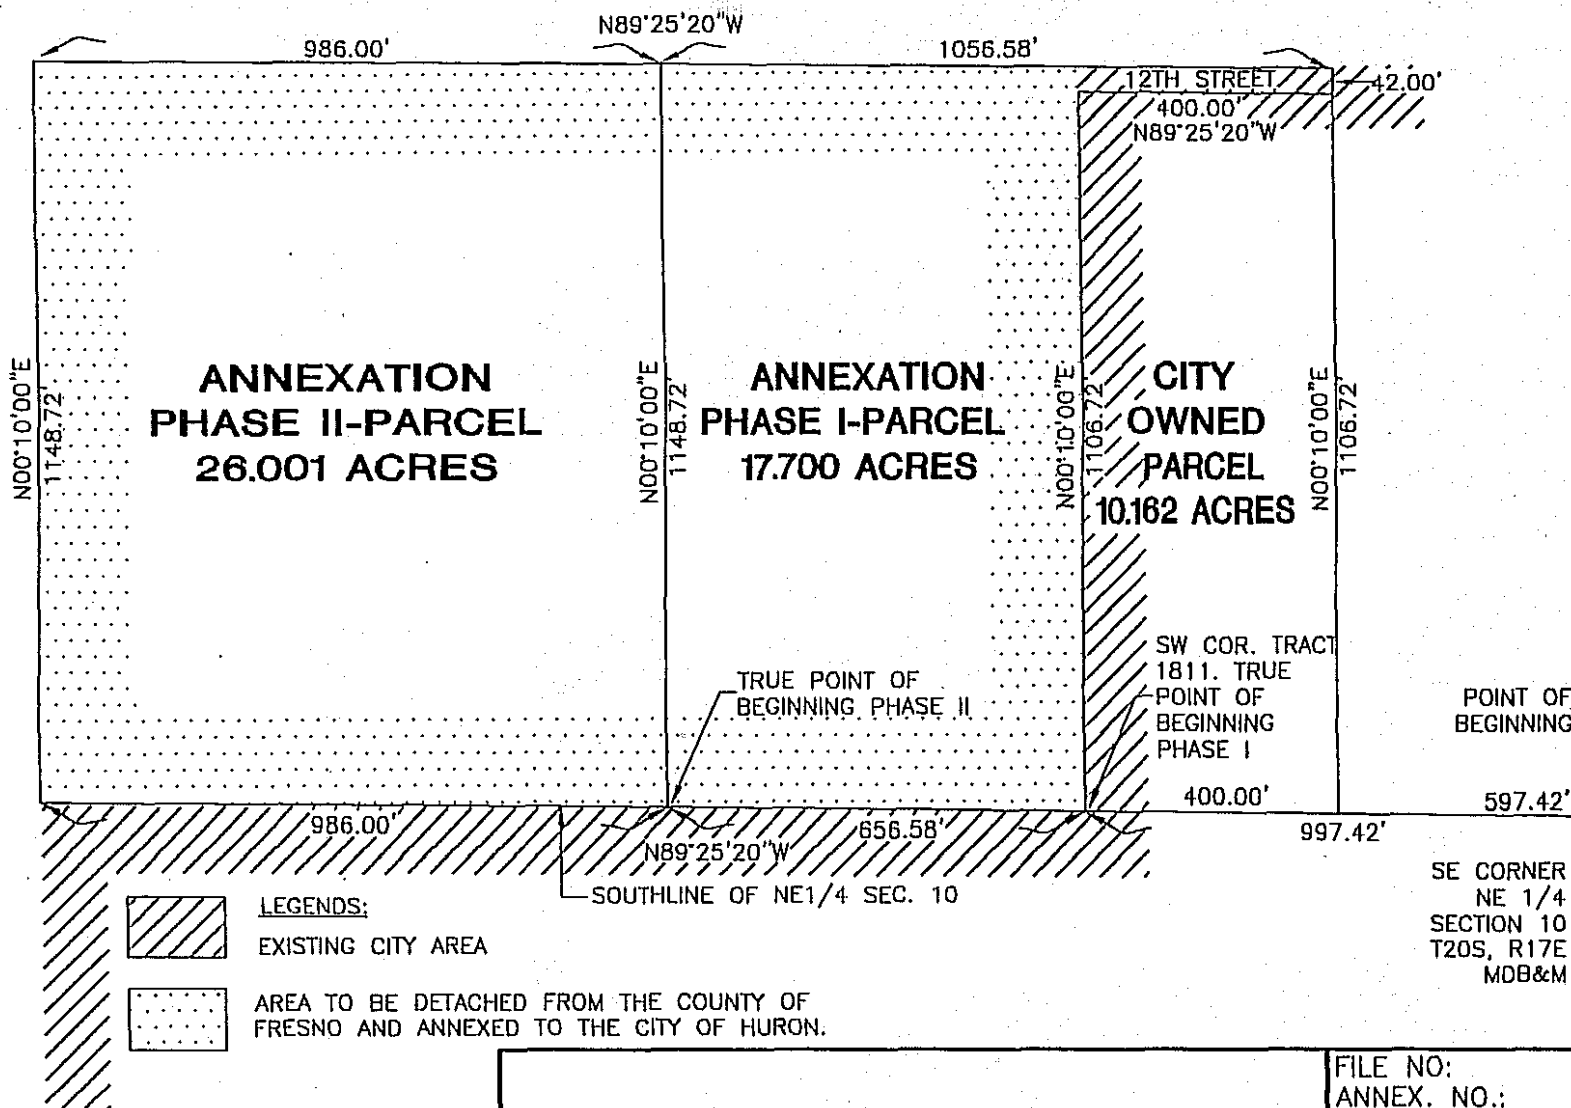 N89°25'20"W
986.00'
1056.58'
12TH STREET
42.00'
400.00'
N89°25'20"W
N00°10'00"E
1148.72'
ANNEXATION
PHASE II-PARCEL
26.001 ACRES
N00°10'00"E
1148.72'
ANNEXATION
PHASE I-PARCEL
17.700 ACRES
N00°10'00"E
1106.72'
CITY
OWNED
PARCEL
10.162 ACRES
N00°10'00"E
1106.72'
TRUE POINT OF
BEGINNING PHASE II
SW COR. TRACT
1811. TRUE
POINT OF
BEGINNING
PHASE I
POINT OF
BEGINNING
400.00'
597.42'
986.00'
656.58'
997.42'
N89°25'20"W
SOUTHLINE OF NE1/4 SEC. 10
SE CORNER
NE 1/4
SECTION 10
T20S, R17E
MDB&M
LEGENDS:
EXISTING CITY AREA
AREA TO BE DETACHED FROM THE COUNTY OF
FRESNO AND ANNEXED TO THE CITY OF HURON.
FILE NO:
ANNEX. NO.: